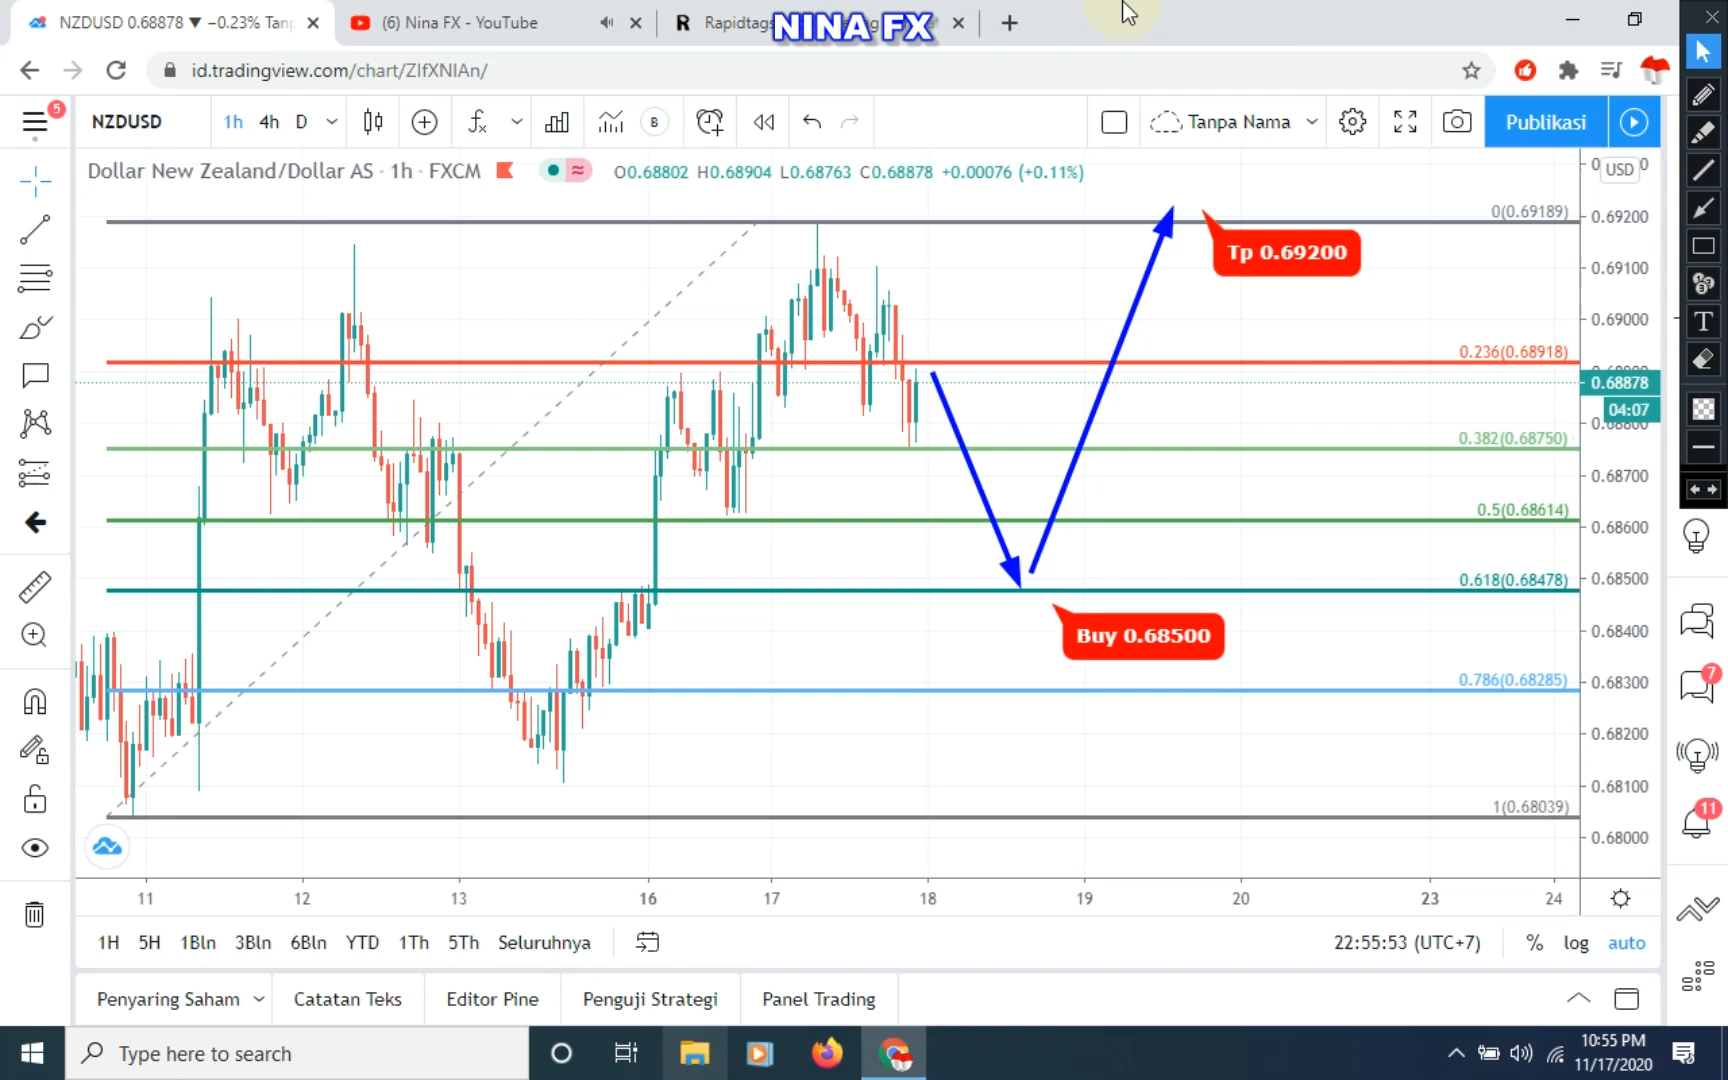 NZDUSD 0.68878 ▼ −0.23% Tanp
(6) Nina FX - YouTube
Rapidtags
NINA FX
id.tradingview.com/chart/ZIfXNIAn/
5
NZDUSD
1h 4h D
B
Tanpa Nama
Publikasi
Dollar New Zealand/Dollar AS · 1h · FXCM
O0.68802 H0.68904 L0.68763 C0.68878 +0.00076 (+0.11%)
USD
0(0.69189)
0.69200
Tp 0.69200
0.69100
0.69000
0.236(0.68918)
0.68878
04:07
0.68800
0.382(0.68750)
0.68700
0.5(0.68614)
0.68600
0.618(0.68478)
0.68500
Buy 0.68500
0.68400
0.786(0.68285)
0.68300
0.68200
0.68100
1(0.68039)
0.68000
T
7
11
11 12 13 16 17 18 19 20 23 24
1H 5H 1Bln 3Bln 6Bln YTD 1Th 5Th Seluruhnya
22:55:53 (UTC+7) % log auto
Penyaring Saham Catatan Teks Editor Pine Penguji Strategi Panel Trading
Type here to search
10:55 PM
11/17/2020